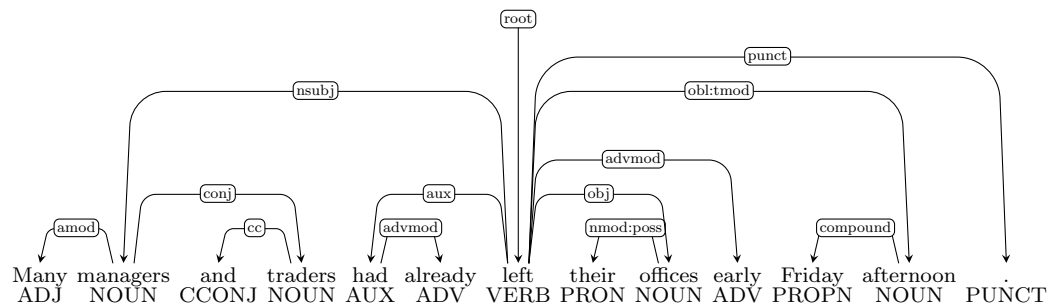 root
punct
nsubj obl:tmod
advmod
conj aux obj
amod cc advmod nmod:poss compound
Many managers and traders had already left their offices early Friday afternoon .
ADJ NOUN CCONJ NOUN AUX ADV VERB PRON NOUN ADV PROPN NOUN PUNCT